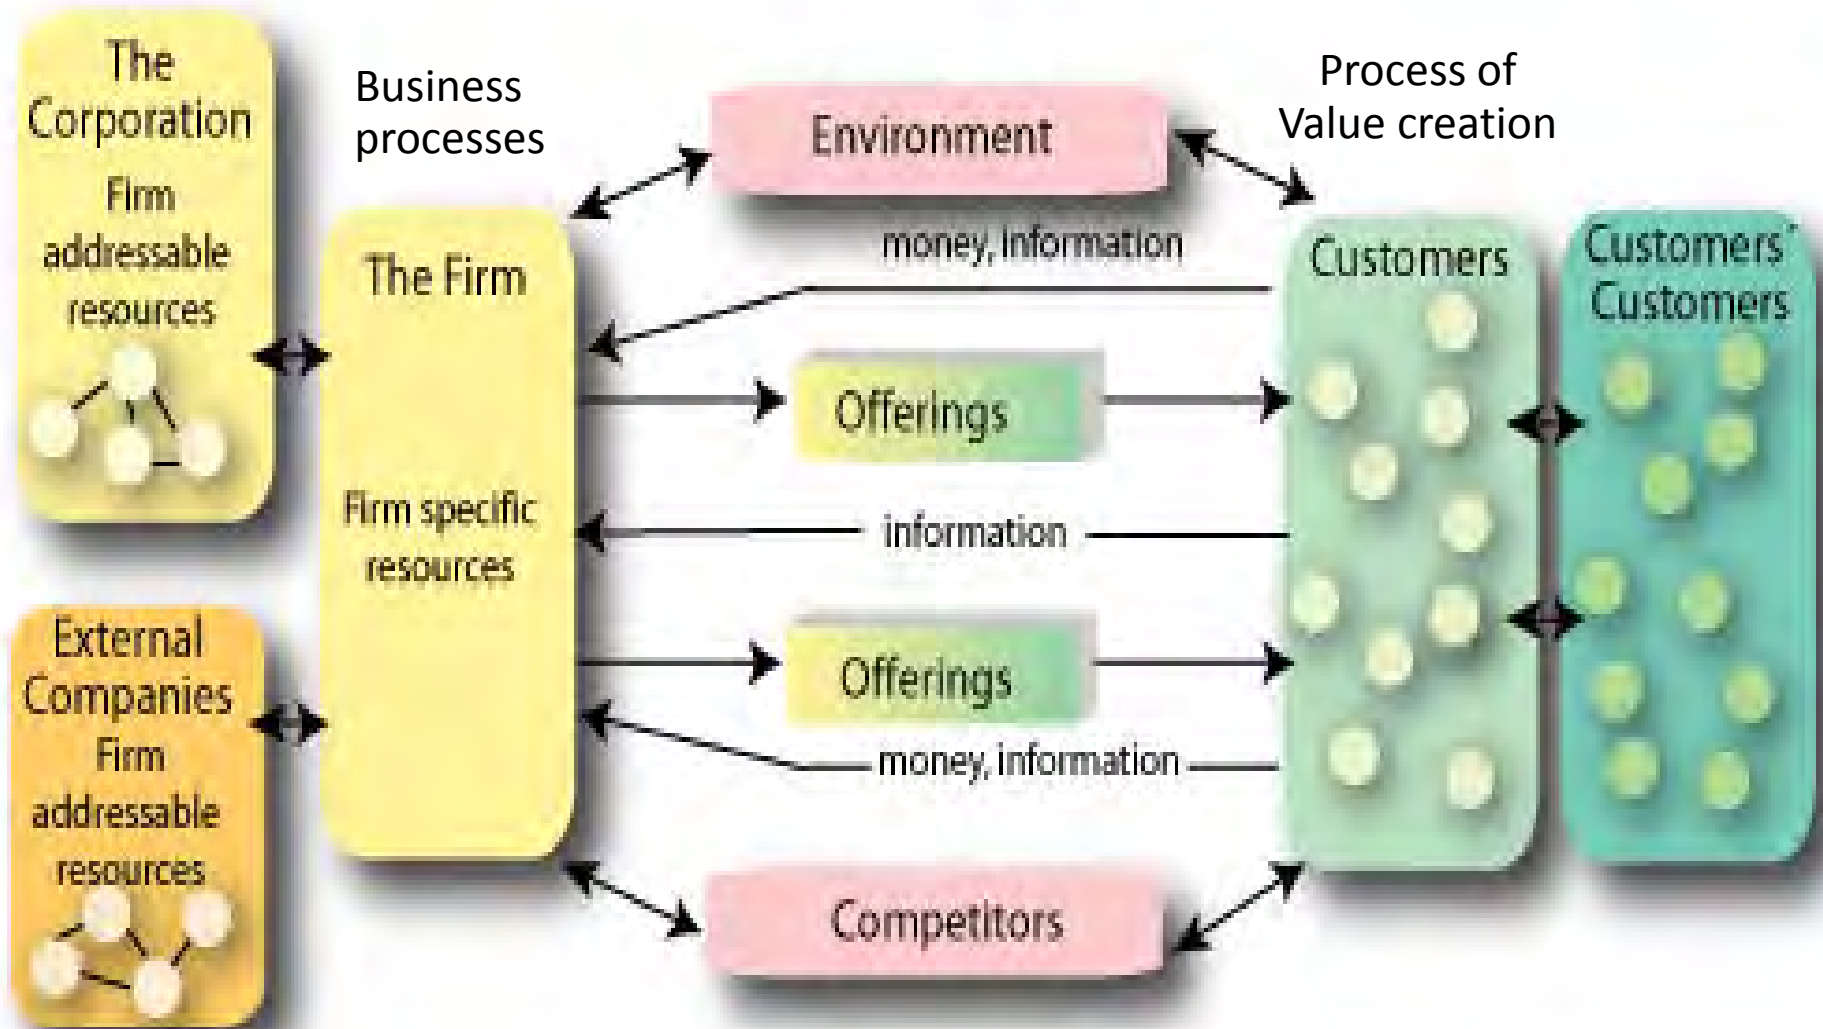 The
Corporation
Firm
addressable
resources
Business
processes
Environment
Process of
Value creation
The Firm
Firm specific
resources
money, information
Offerings
information
Offerings
money, information
Customers
Customers'
Customers
External
Companies
Firm
addressable
resources
Competitors